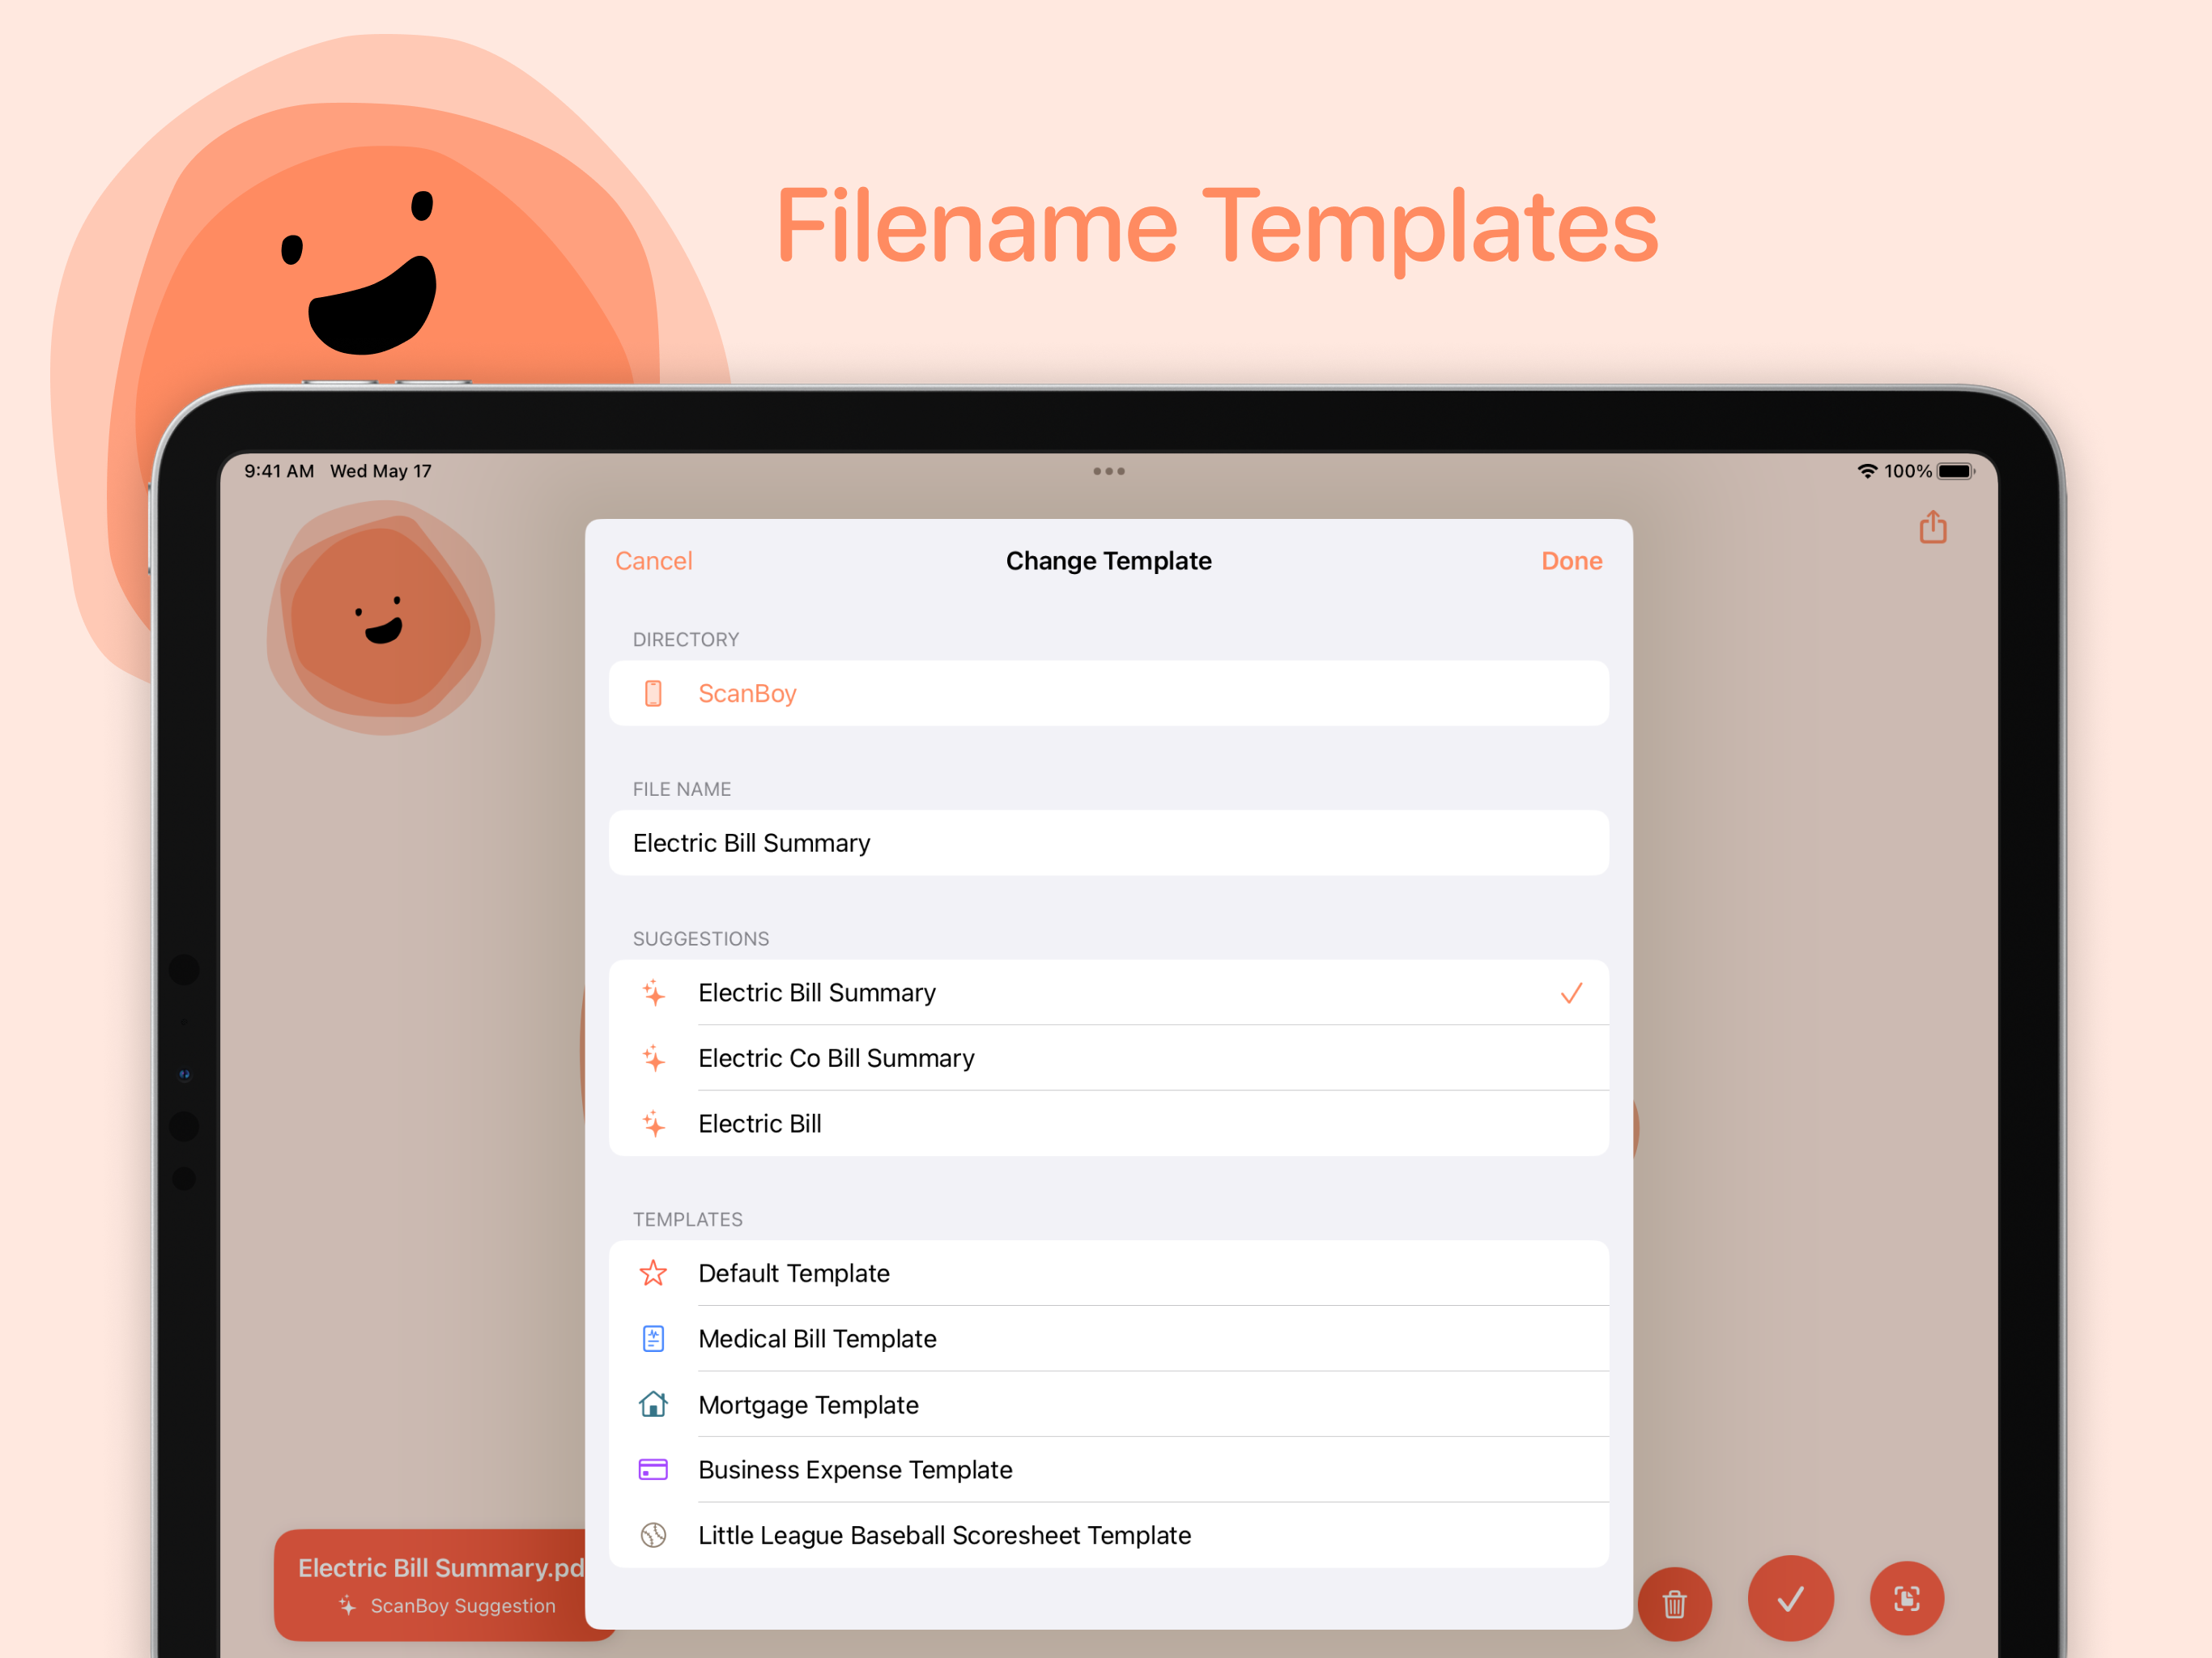 Filename Templates
9:41 AM Wed May 17
100%
Cancel
Change Template
Done
DIRECTORY
ScanBoy
FILE NAME
Electric Bill Summary
SUGGESTIONS
Electric Bill Summary
Electric Co Bill Summary
Electric Bill
TEMPLATES
Default Template
Medical Bill Template
Mortgage Template
Business Expense Template
Little League Baseball Scoresheet Template
Electric Bill Summary.pd
ScanBoy Suggestion